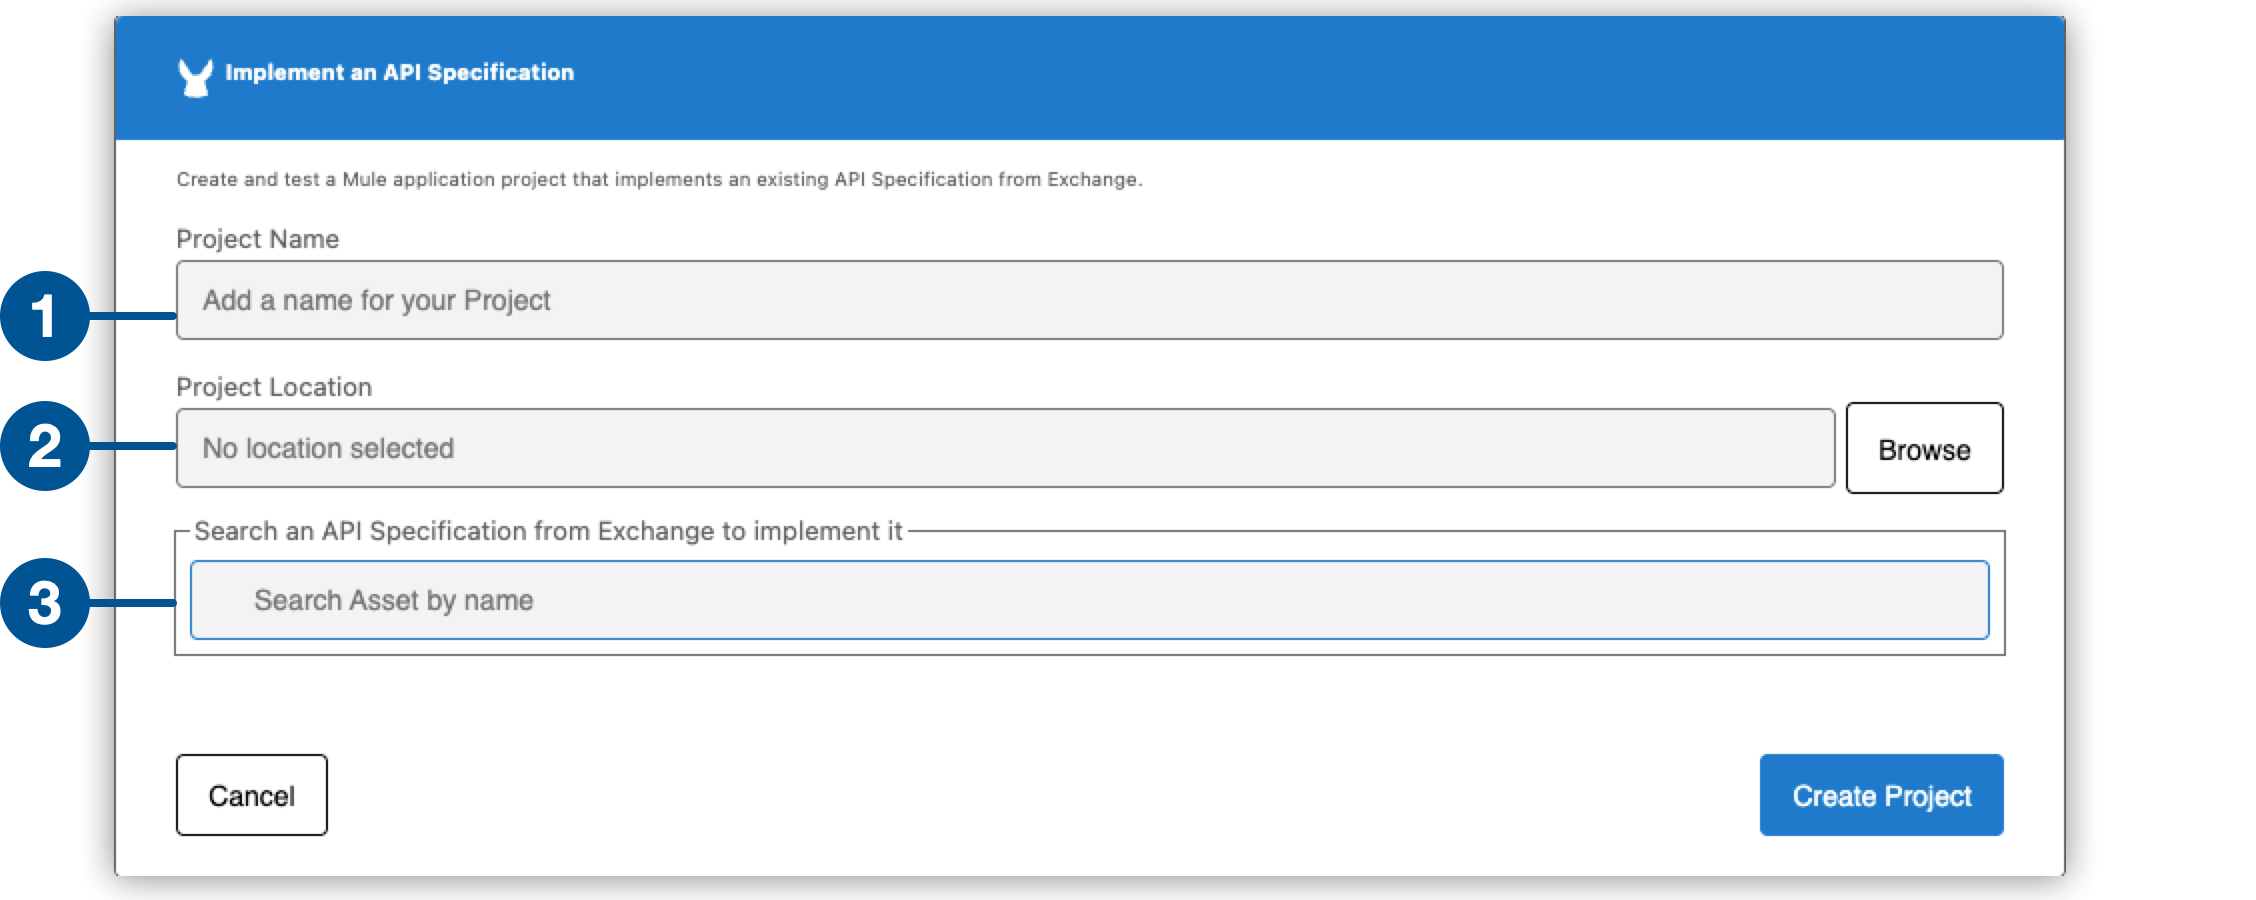 Implement an API Specification
Create and test a Mule application project that implements an existing API Specification from Exchange.
Project Name
1
Add a name for your Project
Project Location
2
No location selected
Browse
Search an API Specification from Exchange to implement it
3
Search Asset by name
Cancel
Create Project